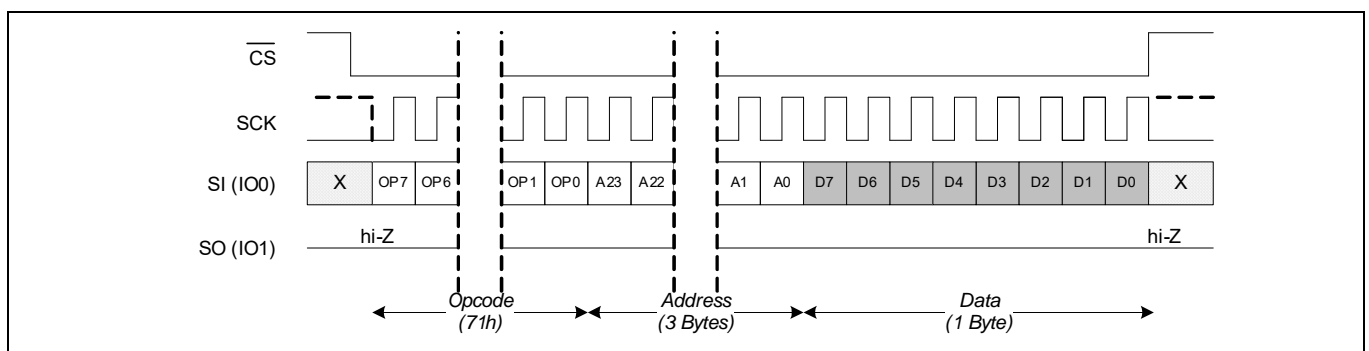 CS
SCK
SI (IO0) X OP7 OP6 OP1 OP0 A23 A22 A1 A0 D7 D6 D5 D4 D3 D2 D1 D0 X
hi-Z hi-Z
SO (IO1)
Opcode Address Data
(71h) (3 Bytes) (1 Byte)